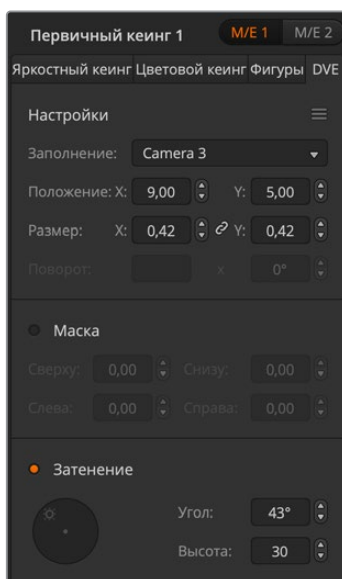 Первичный кеинг 1 M/E 1 M/E 2
Яркостный кеинг Цветовой кеинг Фигуры DVE
Настройки
Заполнение: Camera 3
Положение: X: 9,00 Y: 5,00
Размер: X: 0,42 Y: 0,42
Поворот: x 0°
Маска
Сверху: 0,00 Снизу: 0,00
Слева: 0,00 Справа: 0,00
Затенение
Угол: 43°
Высота: 30